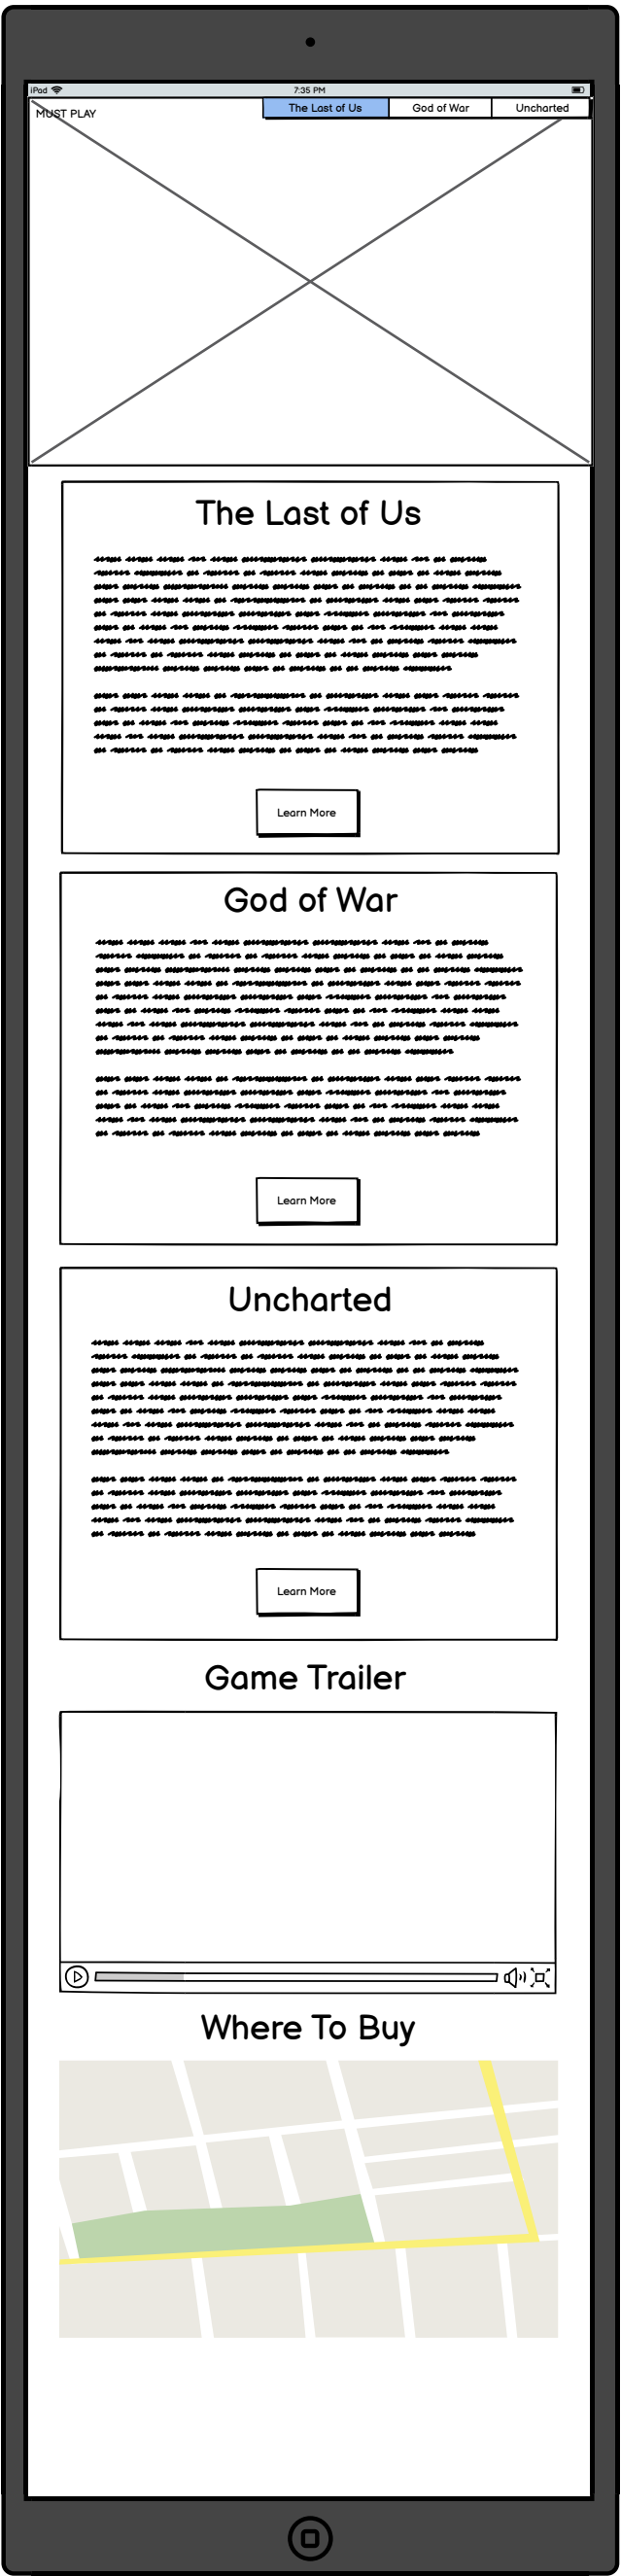 iPad
7:35 PM
MUST PLAY
The Last of Us
God of War
Uncharted
The Last of Us
Learn More
God of War
Learn More
Uncharted
Learn More
Game Trailer
Where To Buy